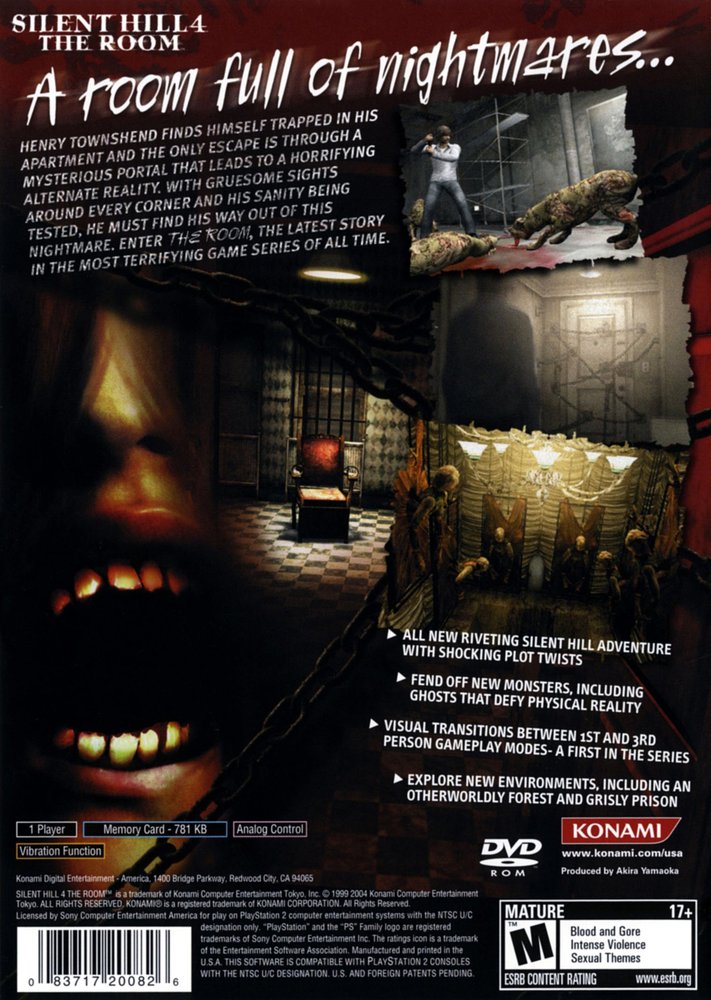 SILENT HILL 4
THE ROOM
A room full of nightmares...
HENRY TOWNSHEND FINDS HIMSELF TRAPPED IN HIS
APARTMENT AND THE ONLY ESCAPE IS THROUGH A
MYSTERIOUS PORTAL THAT LEADS TO A HORRIFYING
ALTERNATE REALITY. WITH GRUESOME SIGHTS
AROUND EVERY CORNER AND HIS SANITY BEING
TESTED, HE MUST FIND HIS WAY OUT OF THIS
NIGHTMARE. ENTER THE ROOM, THE LATEST STORY
IN THE MOST TERRIFYING GAME SERIES OF ALL TIME.
▶ ALL NEW RIVETING SILENT HILL ADVENTURE
WITH SHOCKING PLOT TWISTS
▶ FEND OFF NEW MONSTERS, INCLUDING
GHOSTS THAT DEFY PHYSICAL REALITY
▶ VISUAL TRANSITIONS BETWEEN 1ST AND 3RD
PERSON GAMEPLAY MODES- A FIRST IN THE SERIES
▶ EXPLORE NEW ENVIRONMENTS, INCLUDING AN
OTHERWORLDLY FOREST AND GRISLY PRISON
1 Player
Memory Card - 781 KB
Analog Control
Vibration Function
DVD
ROM
KONAMI
www.konami.com/usa
Produced by Akira Yamaoka
Konami Digital Entertainment - America, 1400 Bridge Parkway, Redwood City, CA 94065
SILENT HILL 4 THE ROOM™ is a trademark of Konami Computer Entertainment Tokyo, Inc. © 1999 2004 Konami Computer Entertainment
Tokyo. ALL RIGHTS RESERVED. KONAMI® is a registered trademark of KONAMI CORPORATION. All Rights Reserved.
Licensed by Sony Computer Entertainment America for play on PlayStation 2 computer entertainment systems with the NTSC U/C
designation only. "PlayStation" and the "PS" Family logo are registered
trademarks of Sony Computer Entertainment Inc. The ratings icon is a trademark
of the Entertainment Software Association. Manufactured and printed in the
U.S.A. THIS SOFTWARE IS COMPATIBLE WITH PLAYSTATION 2 CONSOLES
WITH THE NTSC U/C DESIGNATION. U.S. AND FOREIGN PATENTS PENDING.
0 83717 20082 6
MATURE 17+
M
Blood and Gore
Intense Violence
Sexual Themes
ESRB CONTENT RATING www.esrb.org